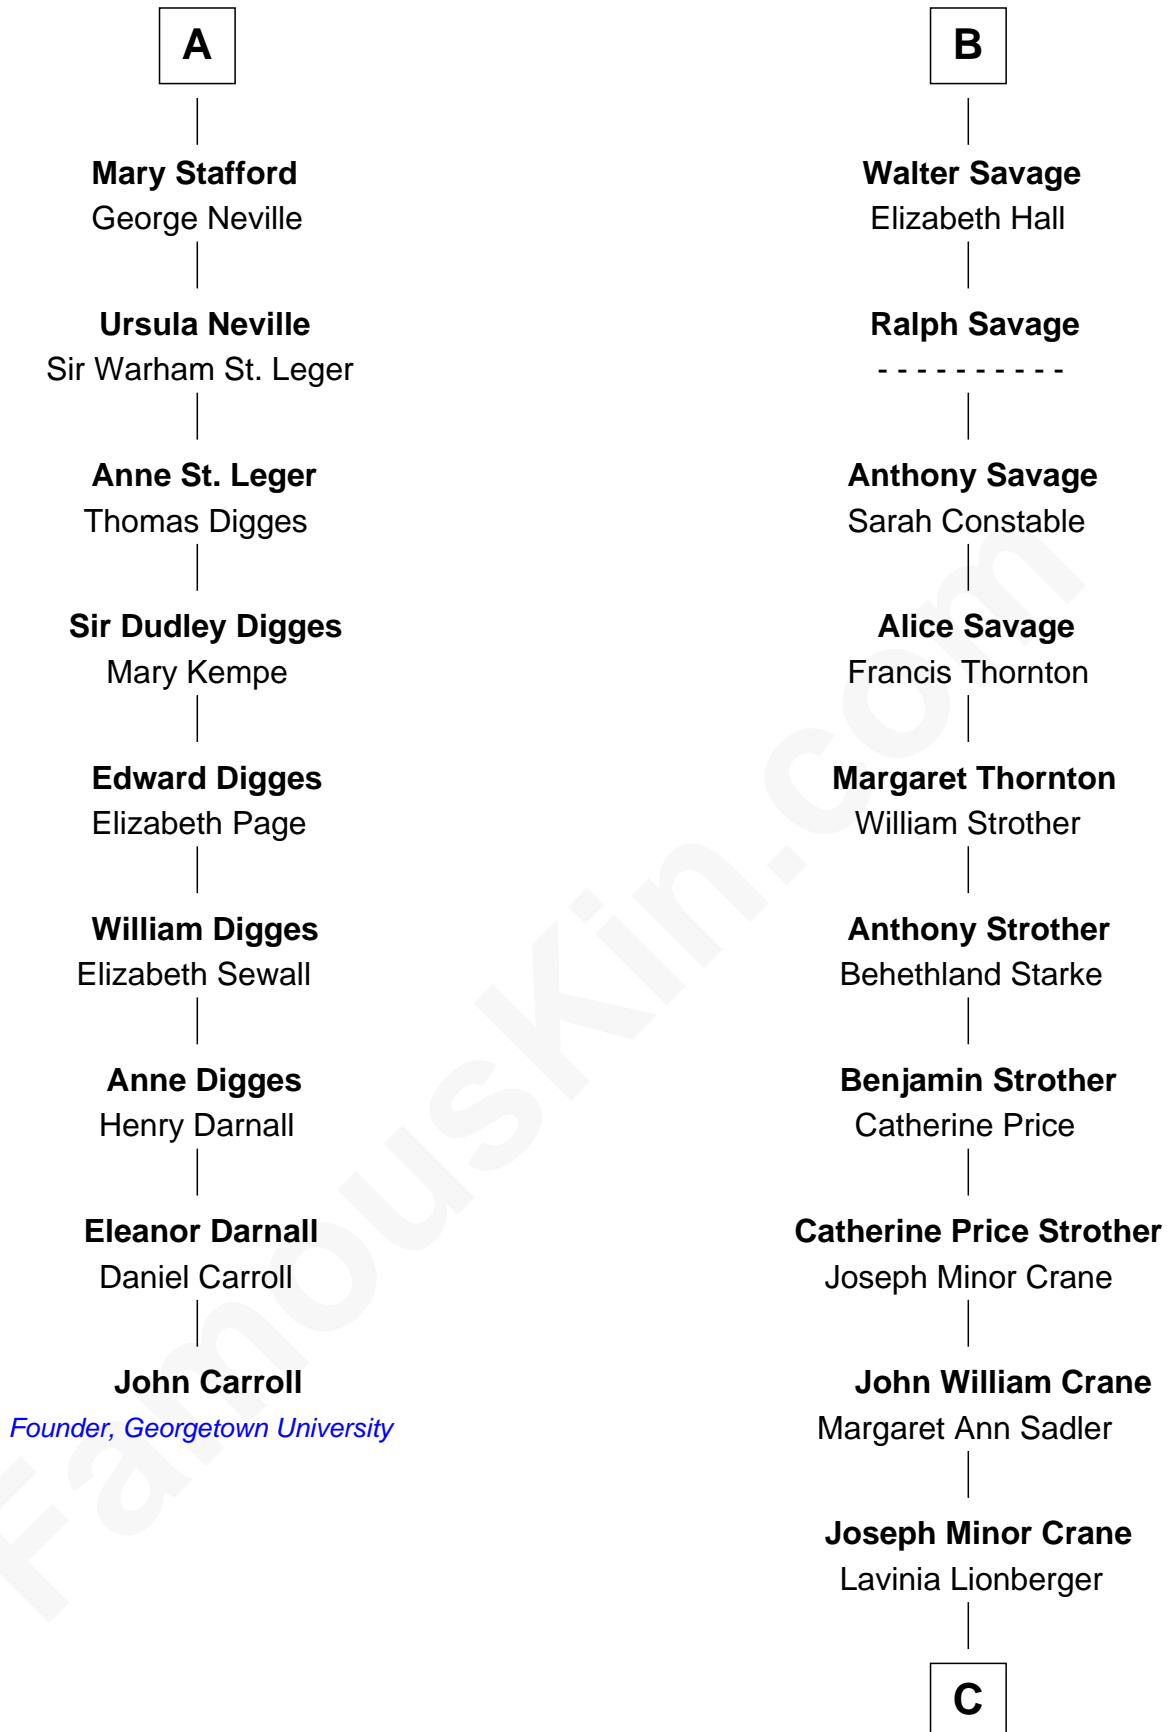 A
Mary Stafford
George Neville
Ursula Neville
Sir Warham St. Leger
Anne St. Leger
Thomas Digges
Sir Dudley Digges
Mary Kempe
Edward Digges
Elizabeth Page
William Digges
Elizabeth Sewall
Anne Digges
Henry Darnall
Eleanor Darnall
Daniel Carroll
John Carroll
Founder, Georgetown University
B
Walter Savage
Elizabeth Hall
Ralph Savage
- - - - - - - - - -
Anthony Savage
Sarah Constable
Alice Savage
Francis Thornton
Margaret Thornton
William Strother
Anthony Strother
Behethland Starke
Benjamin Strother
Catherine Price
Catherine Price Strother
Joseph Minor Crane
John William Crane
Margaret Ann Sadler
Joseph Minor Crane
Lavinia Lionberger
C
FamousKin.com